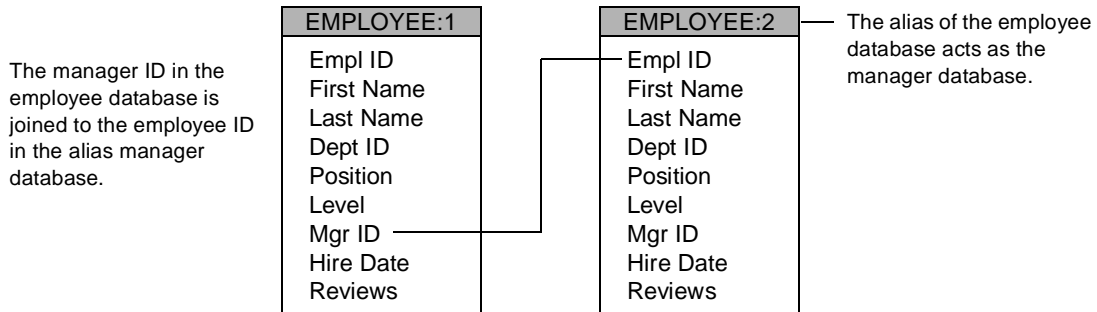 The manager ID in the
employee database is
joined to the employee ID
in the alias manager
database.
EMPLOYEE:1
Empl ID
First Name
Last Name
Dept ID
Position
Level
Mgr ID
Hire Date
Reviews
EMPLOYEE:2
Empl ID
First Name
Last Name
Dept ID
Position
Level
Mgr ID
Hire Date
Reviews
The alias of the employee
database acts as the
manager database.